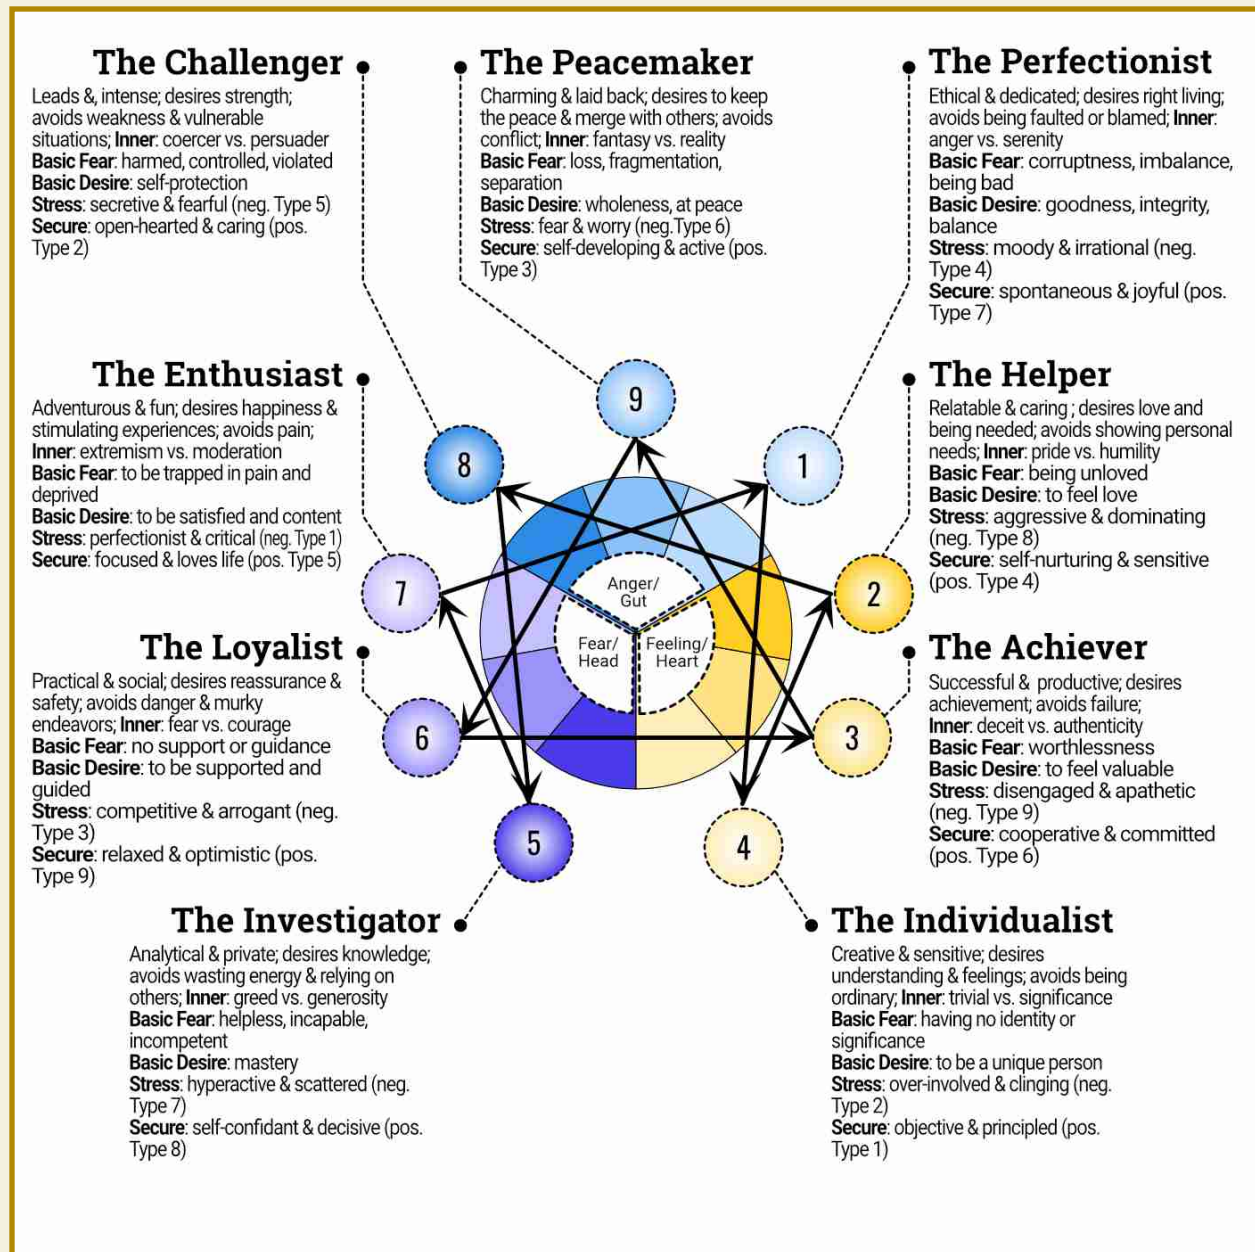 The Challenger
Leads &, intense; desires strength;
avoids weakness & vulnerable
situations; Inner: coercer vs. persuader
Basic Fear: harmed, controlled, violated
Basic Desire: self-protection
Stress: secretive & fearful (neg. Type 5)
Secure: open-hearted & caring (pos.
Type 2)
The Peacemaker
Charming & laid back; desires to keep
the peace & merge with others; avoids
conflict; Inner: fantasy vs. reality
Basic Fear: loss, fragmentation,
separation
Basic Desire: wholeness, at peace
Stress: fear & worry (neg.Type 6)
Secure: self-developing & active (pos.
Type 3)
The Perfectionist
Ethical & dedicated; desires right living;
avoids being faulted or blamed; Inner:
anger vs. serenity
Basic Fear: corruptness, imbalance,
being bad
Basic Desire: goodness, integrity,
balance
Stress: moody & irrational (neg.
Type 4)
Secure: spontaneous & joyful (pos.
Type 7)
The Enthusiast
Adventurous & fun; desires happiness &
stimulating experiences; avoids pain;
Inner: extremism vs. moderation
Basic Fear: to be trapped in pain and
deprived
Basic Desire: to be satisfied and content
Stress: perfectionist & critical (neg. Type 1)
Secure: focused & loves life (pos. Type 5)
The Helper
Relatable & caring ; desires love and
being needed; avoids showing personal
needs; Inner: pride vs. humility
Basic Fear: being unloved
Basic Desire: to feel love
Stress: aggressive & dominating
(neg. Type 8)
Secure: self-nurturing & sensitive
(pos. Type 4)
9
8
1
7
2
Anger/
Gut
Fear/
Head
Feeling/
Heart
6
3
5
4
The Loyalist
Practical & social; desires reassurance &
safety; avoids danger & murky
endeavors; Inner: fear vs. courage
Basic Fear: no support or guidance
Basic Desire: to be supported and
guided
Stress: competitive & arrogant (neg.
Type 3)
Secure: relaxed & optimistic (pos.
Type 9)
The Achiever
Successful & productive; desires
achievement; avoids failure;
Inner: deceit vs. authenticity
Basic Fear: worthlessness
Basic Desire: to feel valuable
Stress: disengaged & apathetic
(neg. Type 9)
Secure: cooperative & committed
(pos. Type 6)
The Investigator
Analytical & private; desires knowledge;
avoids wasting energy & relying on
others; Inner: greed vs. generosity
Basic Fear: helpless, incapable,
incompetent
Basic Desire: mastery
Stress: hyperactive & scattered (neg.
Type 7)
Secure: self-confidant & decisive (pos.
Type 8)
The Individualist
Creative & sensitive; desires
understanding & feelings; avoids being
ordinary; Inner: trivial vs. significance
Basic Fear: having no identity or
significance
Basic Desire: to be a unique person
Stress: over-involved & clinging (neg.
Type 2)
Secure: objective & principled (pos.
Type 1)